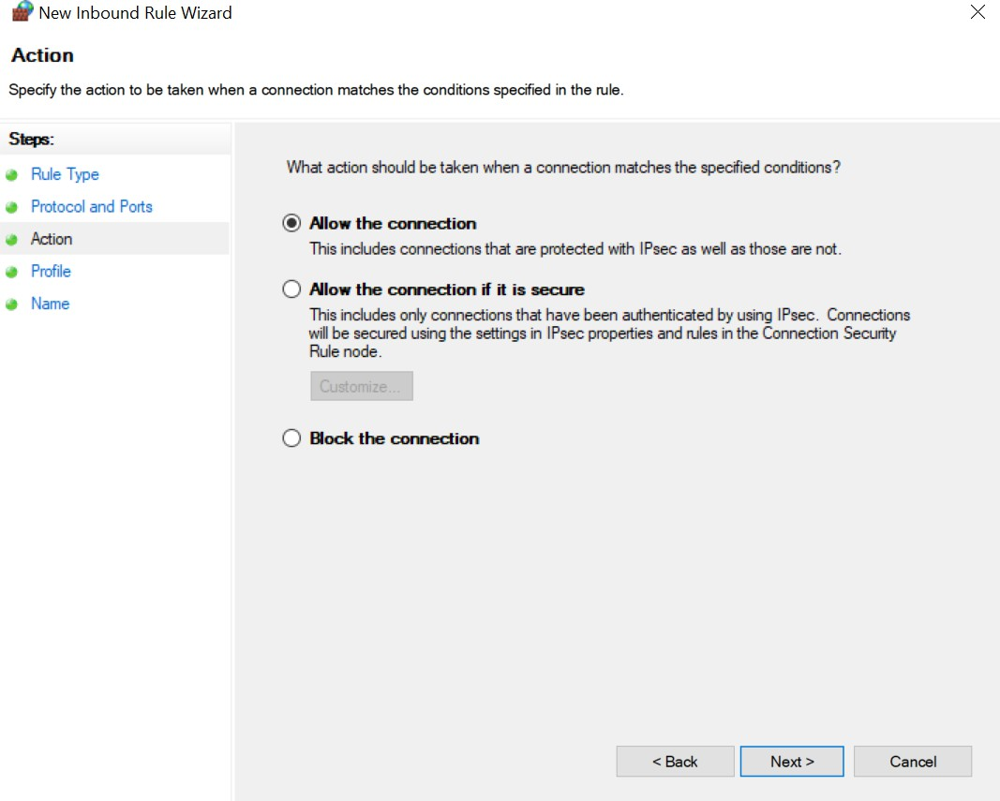 New Inbound Rule Wizard
Action
Specify the action to be taken when a connection matches the conditions specified in the rule.
Steps:
Rule Type
Protocol and Ports
Action
Profile
Name
What action should be taken when a connection matches the specified conditions?
Allow the connection
This includes connections that are protected with IPsec as well as those are not.
Allow the connection if it is secure
This includes only connections that have been authenticated by using IPsec. Connections
will be secured using the settings in IPsec properties and rules in the Connection Security
Rule node.
Customize...
Block the connection
< Back
Next >
Cancel